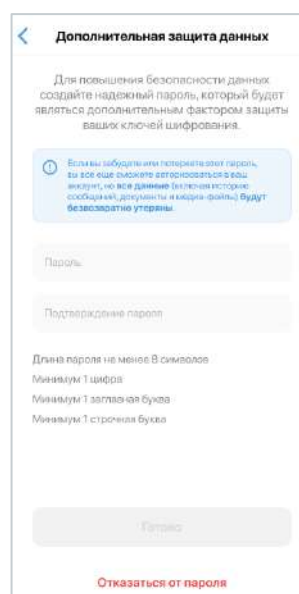 Дополнительная защита данных
Для повышения безопасности данных
создайте надежный пароль, который будет
являться дополнительным фактором защиты
ваших ключей шифрования.
Если вы забудете или потеряете этот пароль,
вы все еще сможете авторизоваться в ваш
аккаунт, но все данные (включая историю
сообщений, документы и медиа-файлы) будут
безвозвратно утеряны.
Пароль
Подтверждение пароля
Длина пароля не менее 8 символов
Минимум 1 цифра
Минимум 1 заглавная буква
Минимум 1 строчная буква
Готово
Отказаться от пароля